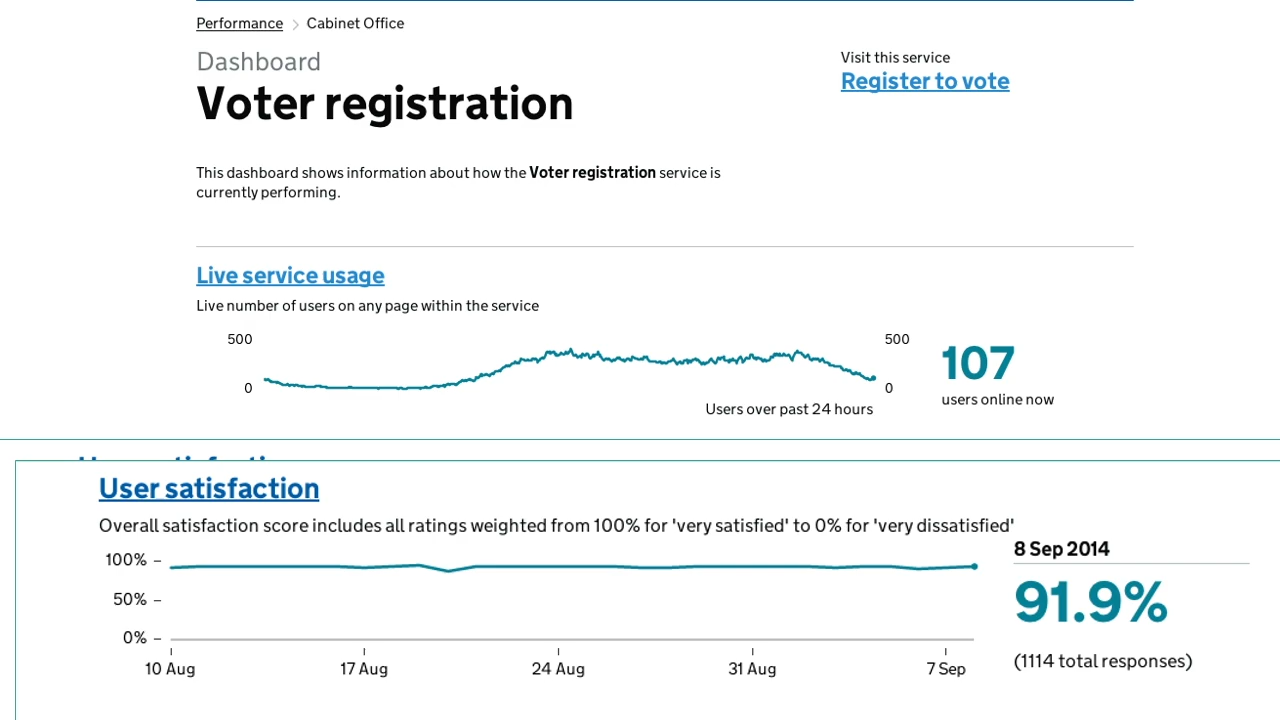 Performance > Cabinet Office
Dashboard
Voter registration
Visit this service
Register to vote
This dashboard shows information about how the Voter registration service is
currently performing.
Live service usage
Live number of users on any page within the service
500
0
500
0
Users over past 24 hours
107
users online now
User satisfaction
Overall satisfaction score includes all ratings weighted from 100% for 'very satisfied' to 0% for 'very dissatisfied'
100%
50%
0%
10 Aug 17 Aug 24 Aug 31 Aug 7 Sep
8 Sep 2014
91.9%
(1114 total responses)